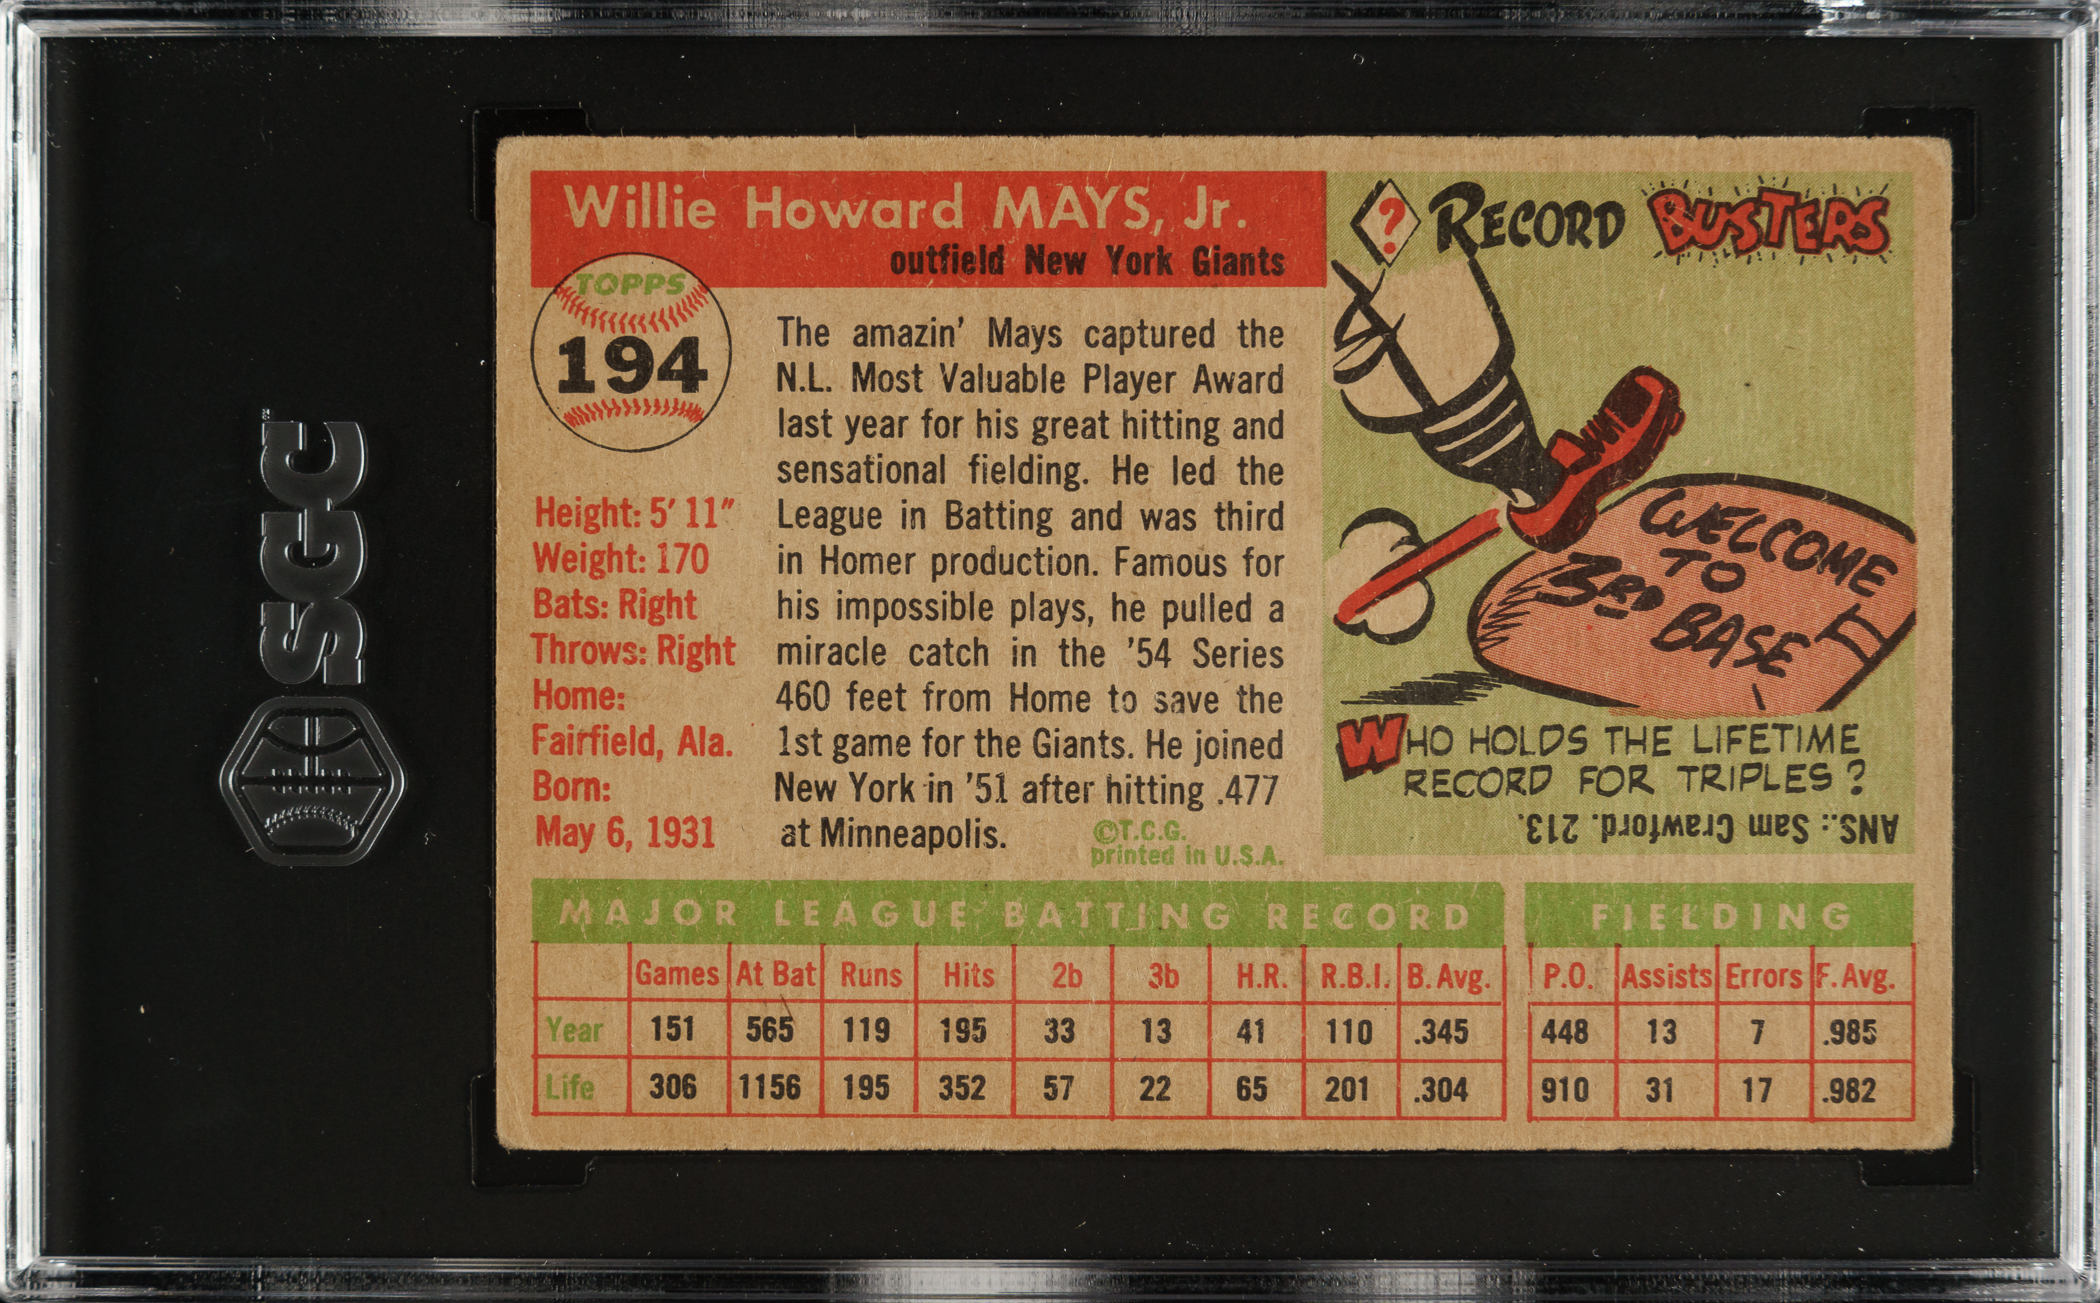 SGC
Willie Howard MAYS, Jr.
outfield New York Giants
TOPPS
194
Height: 5' 11"
Weight: 170
Bats: Right
Throws: Right
Home:
Fairfield, Ala.
Born:
May 6, 1931
The amazin' Mays captured the
N.L. Most Valuable Player Award
last year for his great hitting and
sensational fielding. He led the
League in Batting and was third
in Homer production. Famous for
his impossible plays, he pulled a
miracle catch in the '54 Series
460 feet from Home to save the
1st game for the Giants. He joined
New York in '51 after hitting .477
at Minneapolis.
©T.C.G.
printed in U.S.A.
? RECORD BUSTERS
WELCOME
TO
3RD BASE
WHO HOLDS THE LIFETIME
RECORD FOR TRIPLES?
ANS.: Sam Crawford. 213.
MAJOR LEAGUE BATTING RECORD
Games At Bat Runs Hits 2b 3b H.R. R.B.I. B. Avg.
Year 151 565 119 195 33 13 41 110 .345
Life 306 1156 195 352 57 22 65 201 .304
FIELDING
P.O. Assists Errors F. Avg.
448 13 7 .985
910 31 17 .982